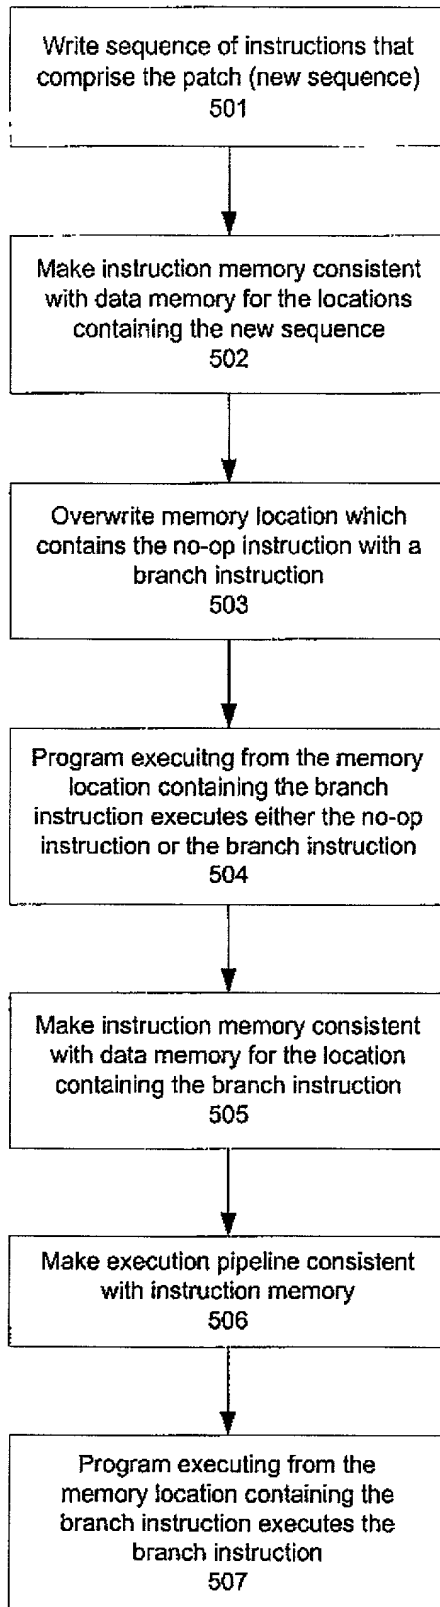 Write sequence of instructions that
comprise the patch (new sequence)
501
Make instruction memory consistent
with data memory for the locations
containing the new sequence
502
Overwrite memory location which
contains the no-op instruction with a
branch instruction
503
Program execuitng from the memory
location containing the branch
instruction executes either the no-op
instruction or the branch instruction
504
Make instruction memory consistent
with data memory for the location
containing the branch instruction
505
Make execution pipeline consistent
with instruction memory
506
Program executing from the
memory location containing the
branch instruction executes the
branch instruction
507